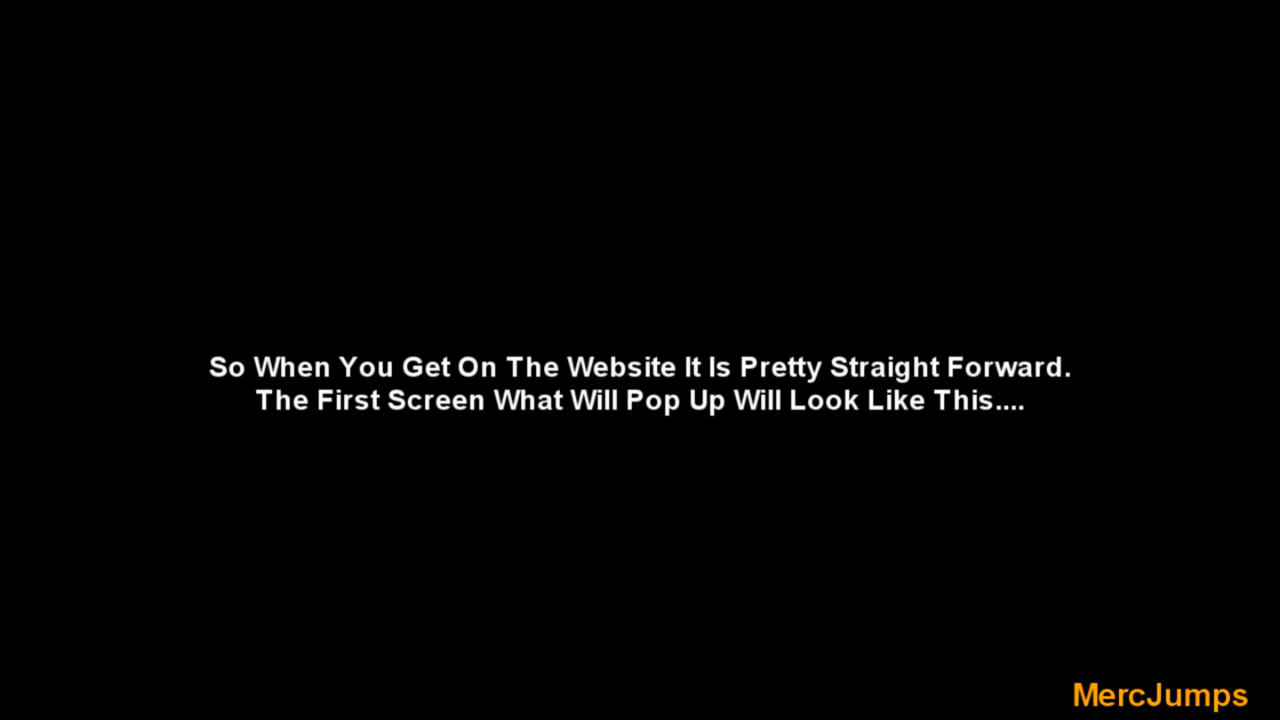 So When You Get On The Website It Is Pretty Straight Forward.
The First Screen What Will Pop Up Will Look Like This....
MercJumps